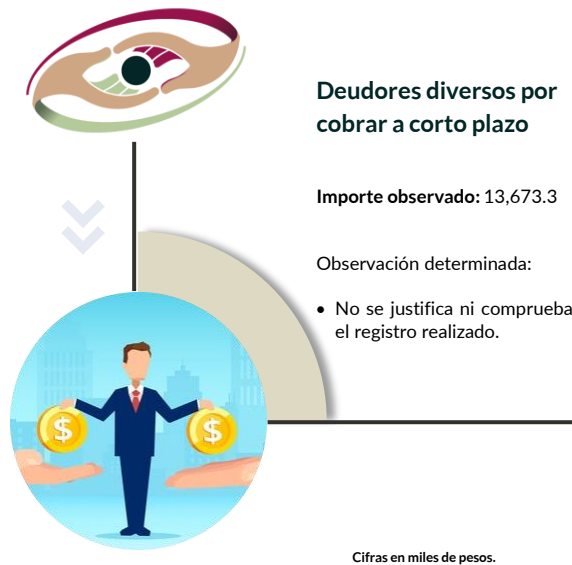 Deudores diversos por
cobrar a corto plazo
Importe observado: 13,673.3
Observación determinada:
• No se justifica ni comprueba
el registro realizado.
$ $
Cifras en miles de pesos.